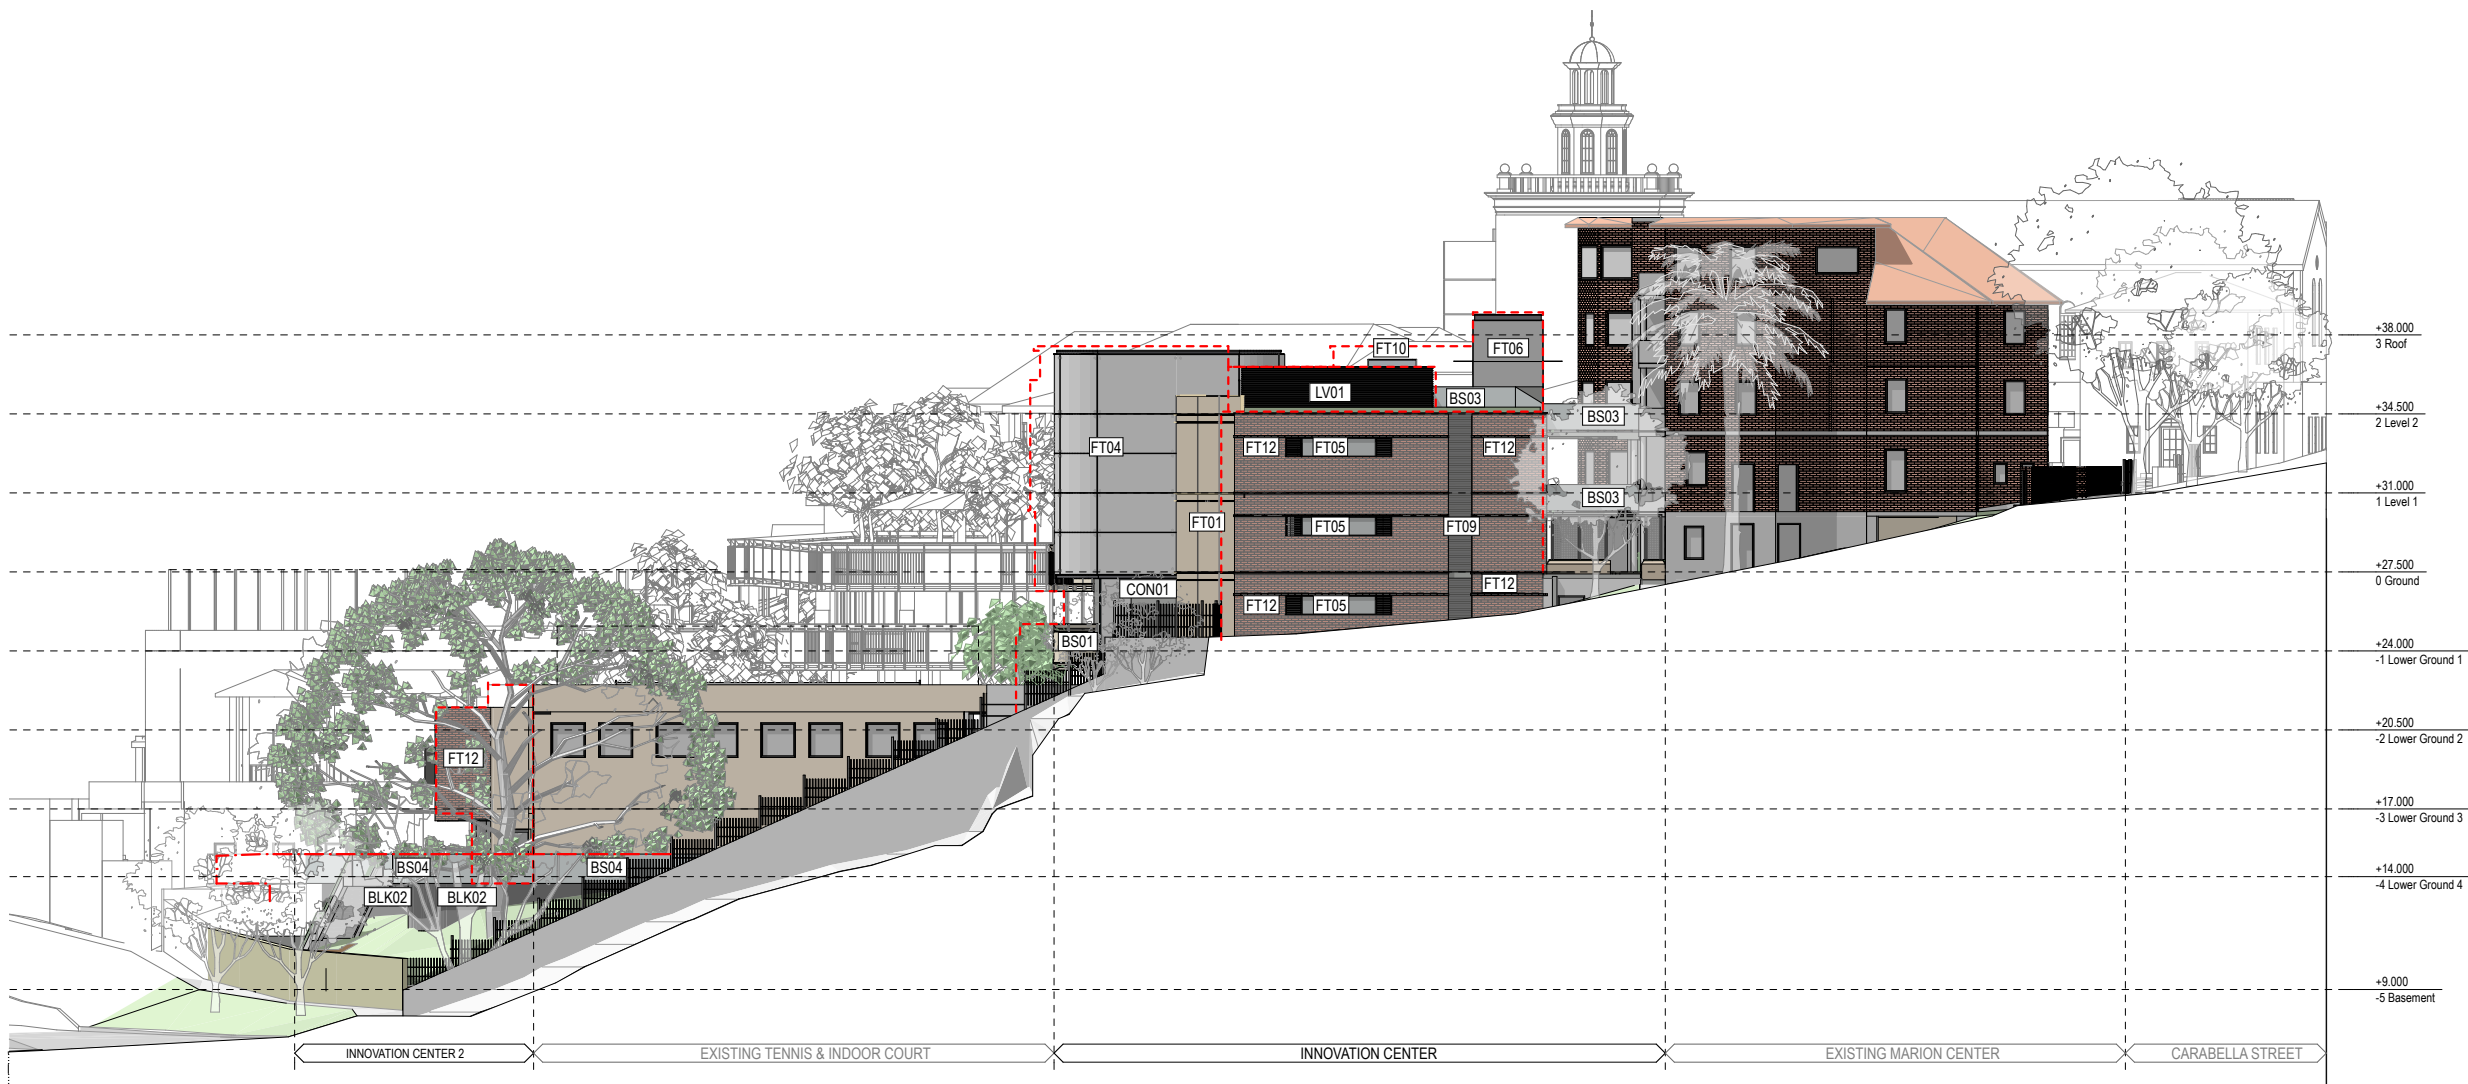 FT10
FT06
+38.000
3 Roof
LV01
BS03
BS03
+34.500
2 Level 2
FT04
FT12
FT05
FT12
BS03
+31.000
1 Level 1
FT01
FT05
FT09
+27.500
0 Ground
CON01
FT12
FT12
FT05
BS01
+24.000
-1 Lower Ground 1
+20.500
-2 Lower Ground 2
FT12
+17.000
-3 Lower Ground 3
BS04
BS04
+14.000
-4 Lower Ground 4
BLK02
BLK02
+9.000
-5 Basement
INNOVATION CENTER 2
EXISTING TENNIS & INDOOR COURT
INNOVATION CENTER
EXISTING MARION CENTER
CARABELLA STREET